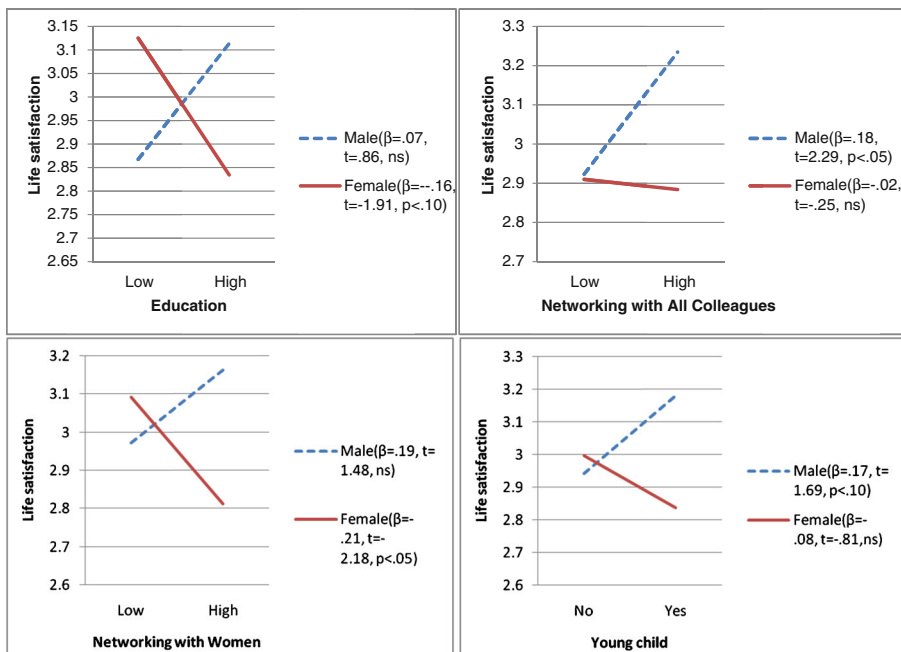 3.15
3.1
3.05
3
2.95
2.9
2.85
2.8
2.75
2.7
2.65
Life satisfaction
Low High
Education
Male(β=.07,
t=.86, ns)
Female(β=--.16,
t=-1.91, p<.10)
3.3
3.2
3.1
3
2.9
2.8
2.7
Life satisfaction
Low High
Networking with All Colleagues
Male(β=.18,
t=2.29, p<.05)
Female(β=-.02,
t=-.25, ns)
3.2
3.1
3
2.9
2.8
2.7
2.6
Life satisfaction
Low High
Networking with Women
Male(β=.19, t=
1.48, ns)
Female(β=-
.21, t=-
2.18, p<.05)
3.3
3.2
3.1
3
2.9
2.8
2.7
2.6
Life satisfaction
No Yes
Young child
Male(β=.17, t=
1.69, p<.10)
Female(β=-
.08, t=-.81,ns)